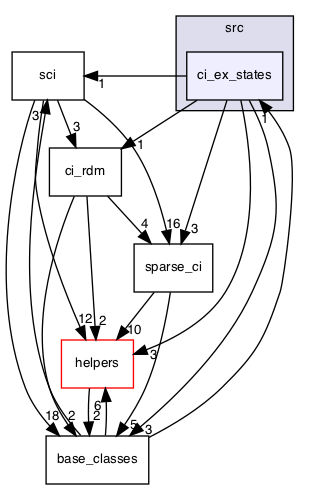 src
sci
ci_ex_states
1
3
1
3
1
ci_rdm
4
16
3
sparse_ci
12
2
10
3
helpers
6
2
18
2
5
3
base_classes